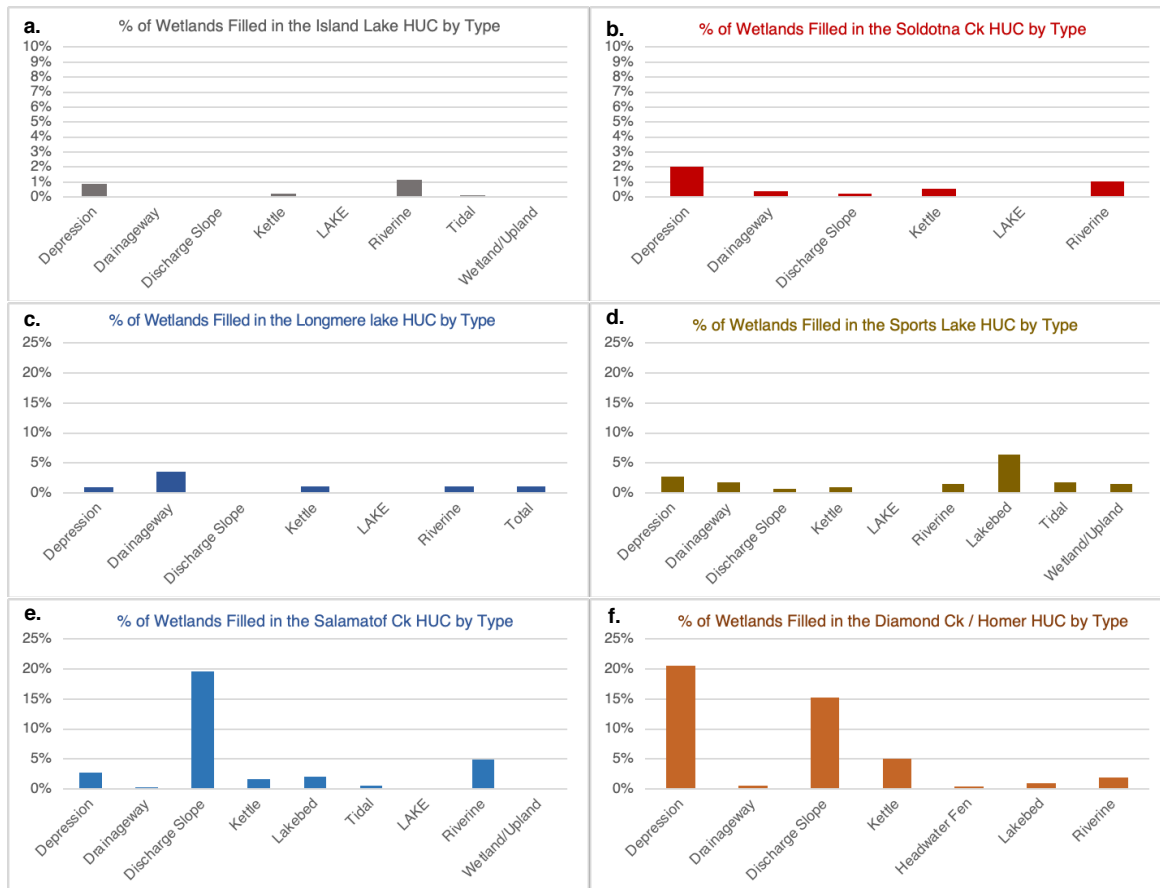 a.
% of Wetlands Filled in the Island Lake HUC by Type
10%
9%
8%
7%
6%
5%
4%
3%
2%
1%
0%
Depression
Drainageway
Discharge Slope
Kettle
LAKE
Riverine
Tidal
Wetland/Upland
b.
% of Wetlands Filled in the Soldotna Ck HUC by Type
10%
9%
8%
7%
6%
5%
4%
3%
2%
1%
0%
Depression
Drainageway
Discharge Slope
Kettle
LAKE
Riverine
c.
% of Wetlands Filled in the Longmere lake HUC by Type
25%
20%
15%
10%
5%
0%
Depression
Drainageway
Discharge Slope
Kettle
LAKE
Riverine
Total
d.
% of Wetlands Filled in the Sports Lake HUC by Type
25%
20%
15%
10%
5%
0%
Depression
Drainageway
Discharge Slope
Kettle
LAKE
Riverine
Lakebed
Tidal
Wetland/Upland
e.
% of Wetlands Filled in the Salamatof Ck HUC by Type
25%
20%
15%
10%
5%
0%
Depression
Drainageway
Discharge Slope
Kettle
Lakebed
Tidal
LAKE
Riverine
Wetland/Upland
f.
% of Wetlands Filled in the Diamond Ck / Homer HUC by Type
25%
20%
15%
10%
5%
0%
Depression
Drainageway
Discharge Slope
Kettle
Headwater Fen
Lakebed
Riverine